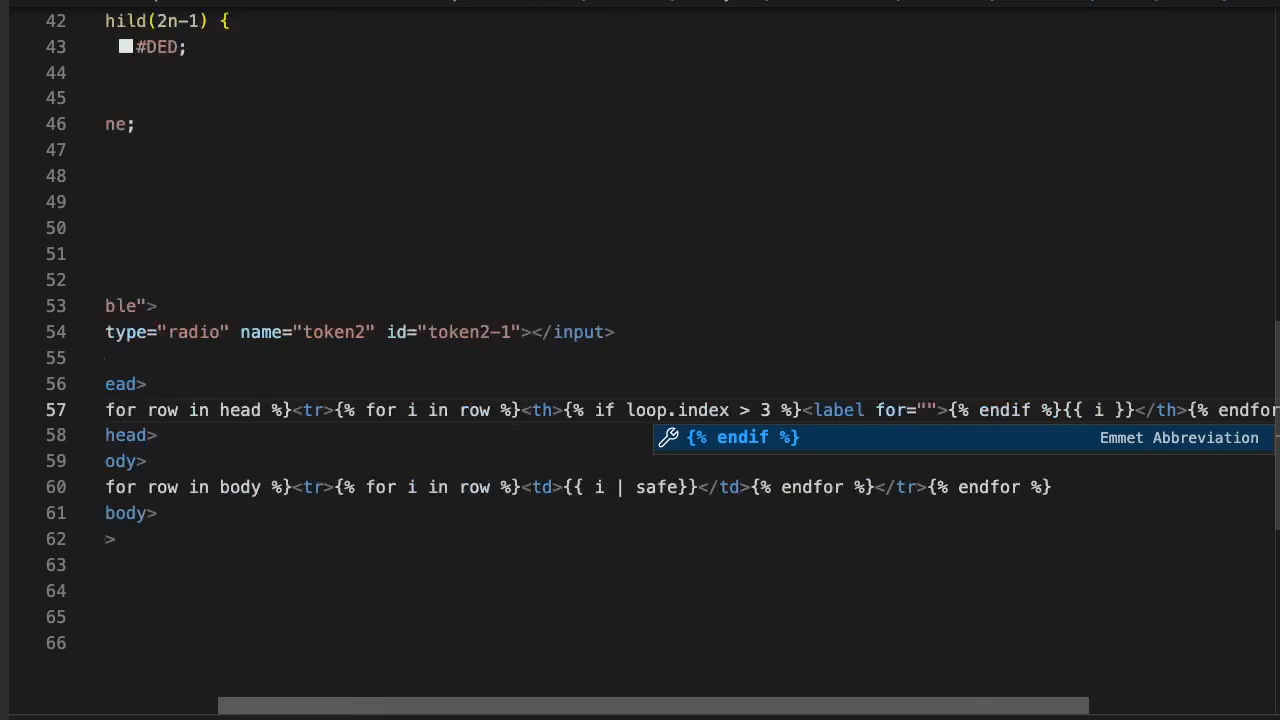 42 hild(2n-1) {
43 #DED;
44
45
46 ne;
47
48
49
50
51
52
53 ble">
54 type="radio" name="token2" id="token2-1"></input>
55
56 ead>
57 for row in head %}<tr>{% for i in row %}<th>{% if loop.index > 3 %}<label for="">{% endif %}{{ i }}</th>{% endfor
58 head>
{% endif %} Emmet Abbreviation
59 ody>
60 for row in body %}<tr>{% for i in row %}<td>{{ i | safe}}</td>{% endfor %}</tr>{% endfor %}
61 body>
62 >
63
64
65
66